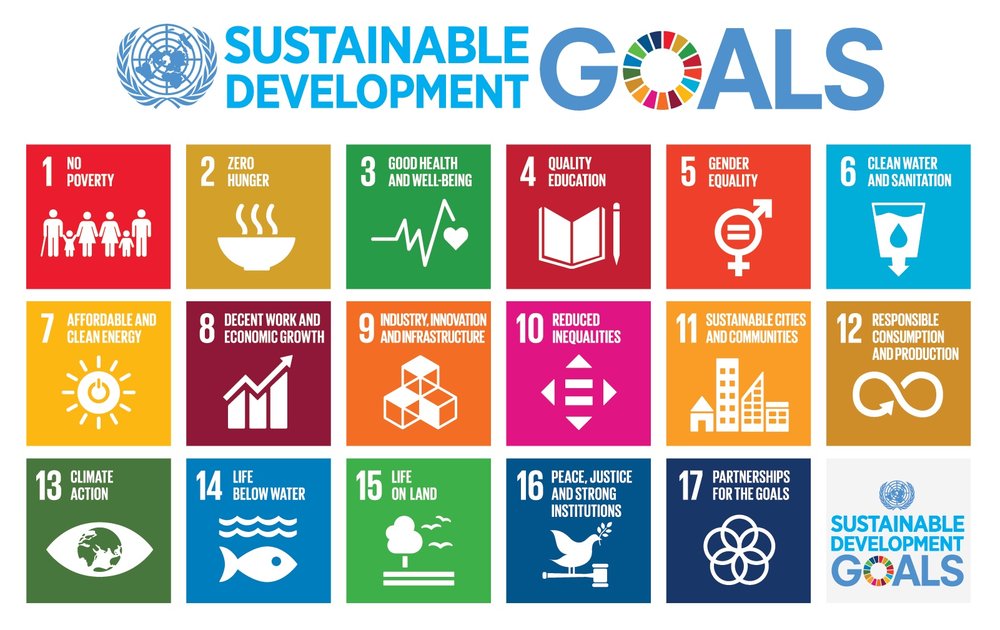 SUSTAINABLE
DEVELOPMENT
GOALS
1 NO
POVERTY
2 ZERO
HUNGER
3 GOOD HEALTH
AND WELL-BEING
4 QUALITY
EDUCATION
5 GENDER
EQUALITY
6 CLEAN WATER
AND SANITATION
7 AFFORDABLE AND
CLEAN ENERGY
8 DECENT WORK AND
ECONOMIC GROWTH
9 INDUSTRY, INNOVATION
AND INFRASTRUCTURE
10 REDUCED
INEQUALITIES
11 SUSTAINABLE CITIES
AND COMMUNITIES
12 RESPONSIBLE
CONSUMPTION
AND PRODUCTION
13 CLIMATE
ACTION
14 LIFE
BELOW WATER
15 LIFE
ON LAND
16 PEACE, JUSTICE
AND STRONG
INSTITUTIONS
17 PARTNERSHIPS
FOR THE GOALS
SUSTAINABLE
DEVELOPMENT
GOALS